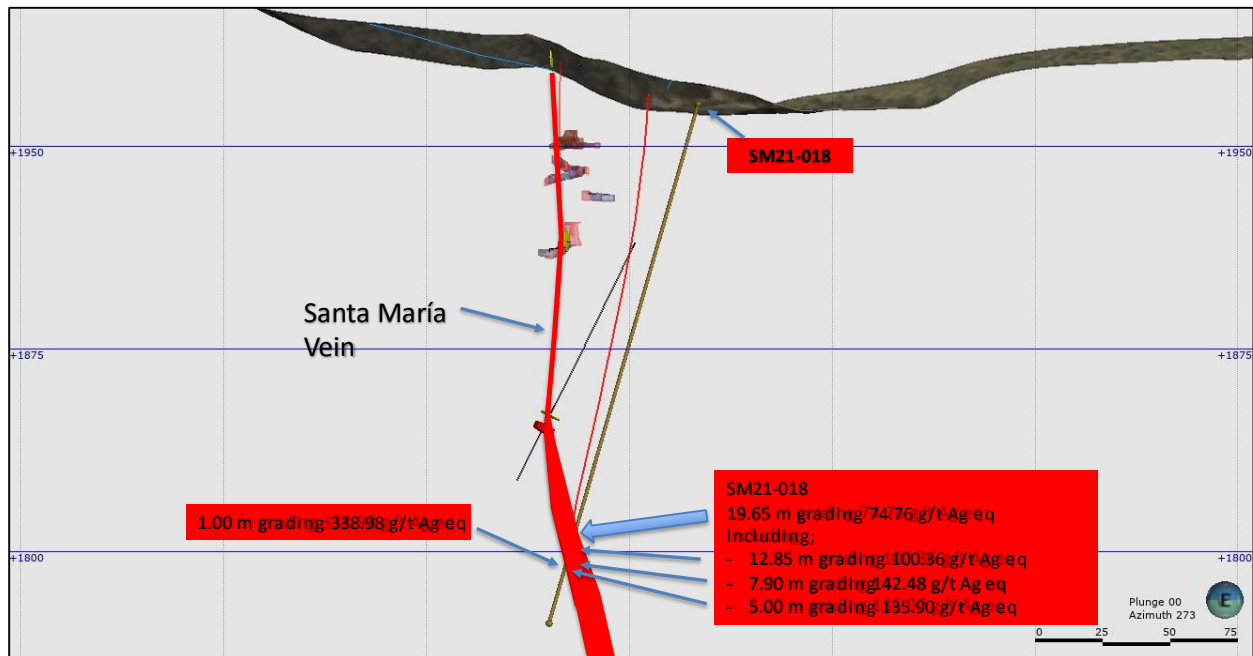 SM21-018
+1950
+1950
Santa María
Vein
+1875
+1875
SM21-018
19.65 m grading 74.76 g/t Ag eq
Including;
- 12.85 m grading 100.36 g/t Ag eq
- 7.90 m grading 142.48 g/t Ag eq
- 5.00 m grading 135.90 g/t Ag eq
1.00 m grading 338.98 g/t Ag eq
+1800
+1800
Plunge 00
Azimuth 273
E
0 25 50 75